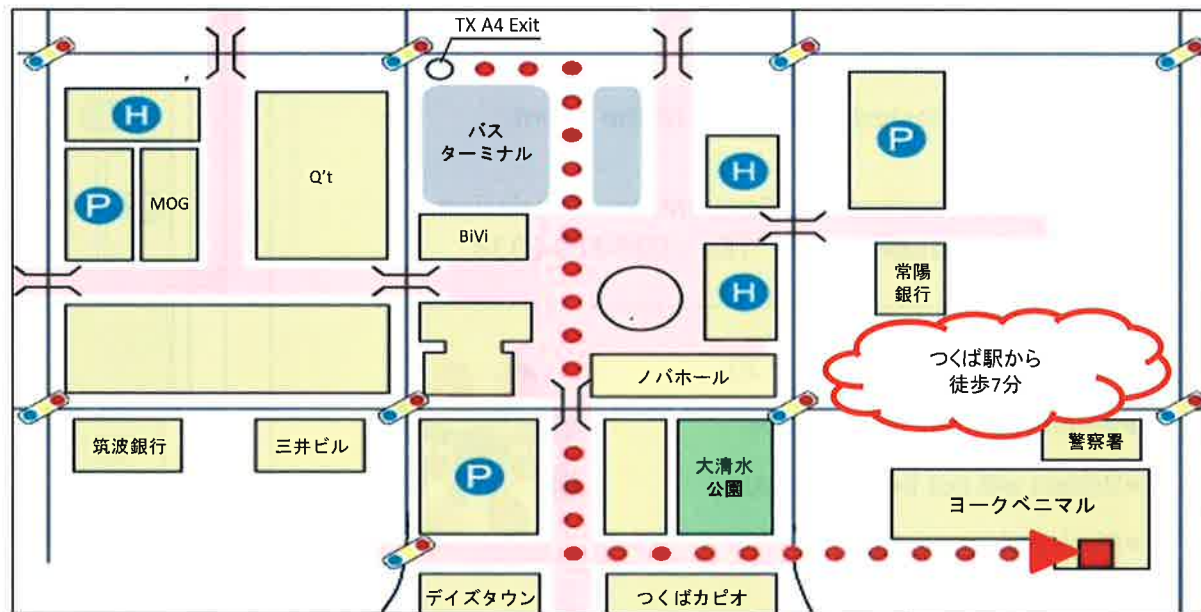 TX A4 Exit
H
バス
ターミナル
P
H
P
MOG
Q't
BiVi
常陽
銀行
H
つくば駅から
徒歩7分
ノバホール
筑波銀行
三井ビル
P
大清水
公園
警察署
ヨークベニマル
デイズタウン
つくばカピオ